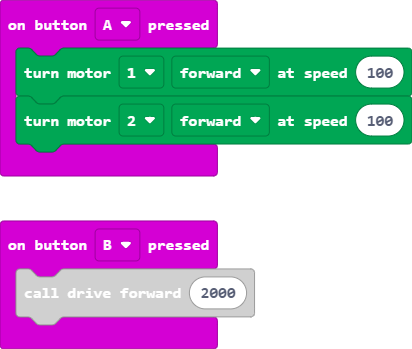 on button A pressed
turn motor 1 forward at speed 100
turn motor 2 forward at speed 100
on button B pressed
call drive forward 2000